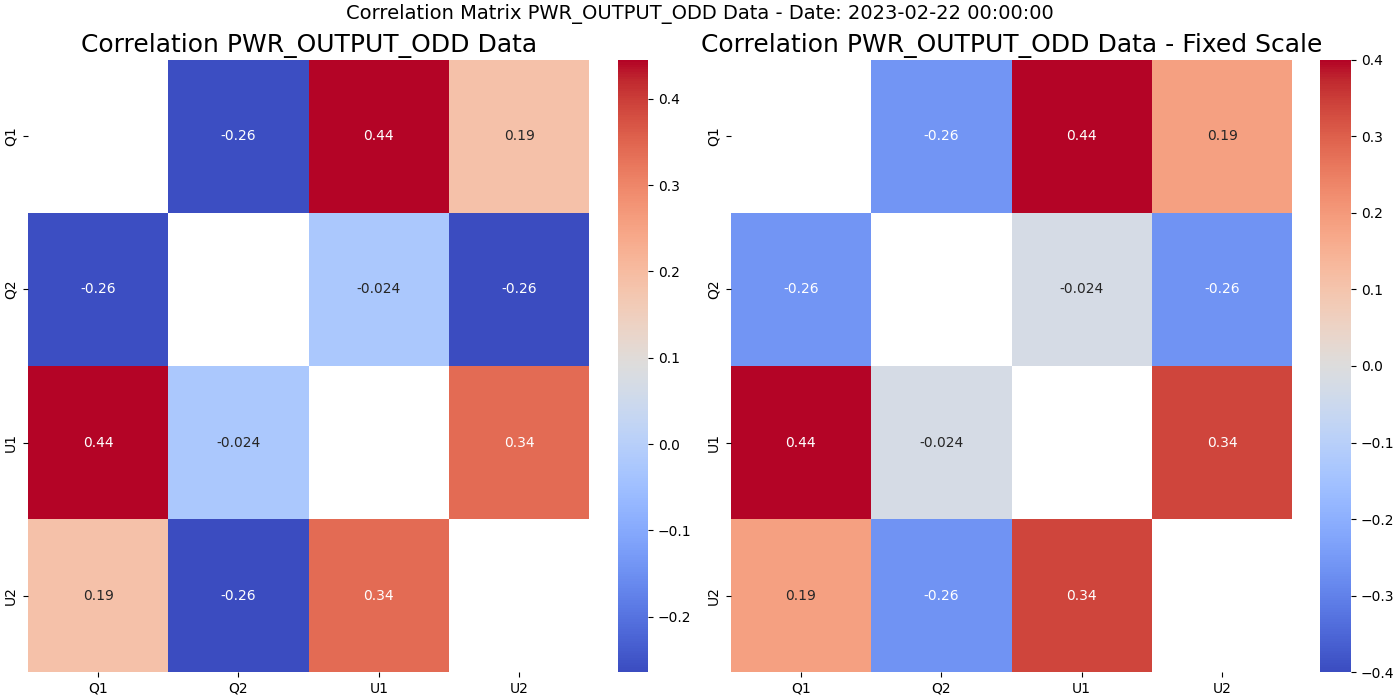 Correlation Matrix PWR_OUTPUT_ODD Data - Date: 2023-02-22 00:00:00
Correlation PWR_OUTPUT_ODD Data
Q1
-0.26
0.44
0.19
Q2
-0.26
-0.024
-0.26
U1
0.44
-0.024
0.34
U2
0.19
-0.26
0.34
Q1
Q2
U1
U2
0.4
0.3
0.2
0.1
0.0
−0.1
−0.2
Correlation PWR_OUTPUT_ODD Data - Fixed Scale
Q1
-0.26
0.44
0.19
Q2
-0.26
-0.024
-0.26
U1
0.44
-0.024
0.34
U2
0.19
-0.26
0.34
Q1
Q2
U1
U2
0.4
0.3
0.2
0.1
0.0
−0.1
−0.2
−0.3
−0.4